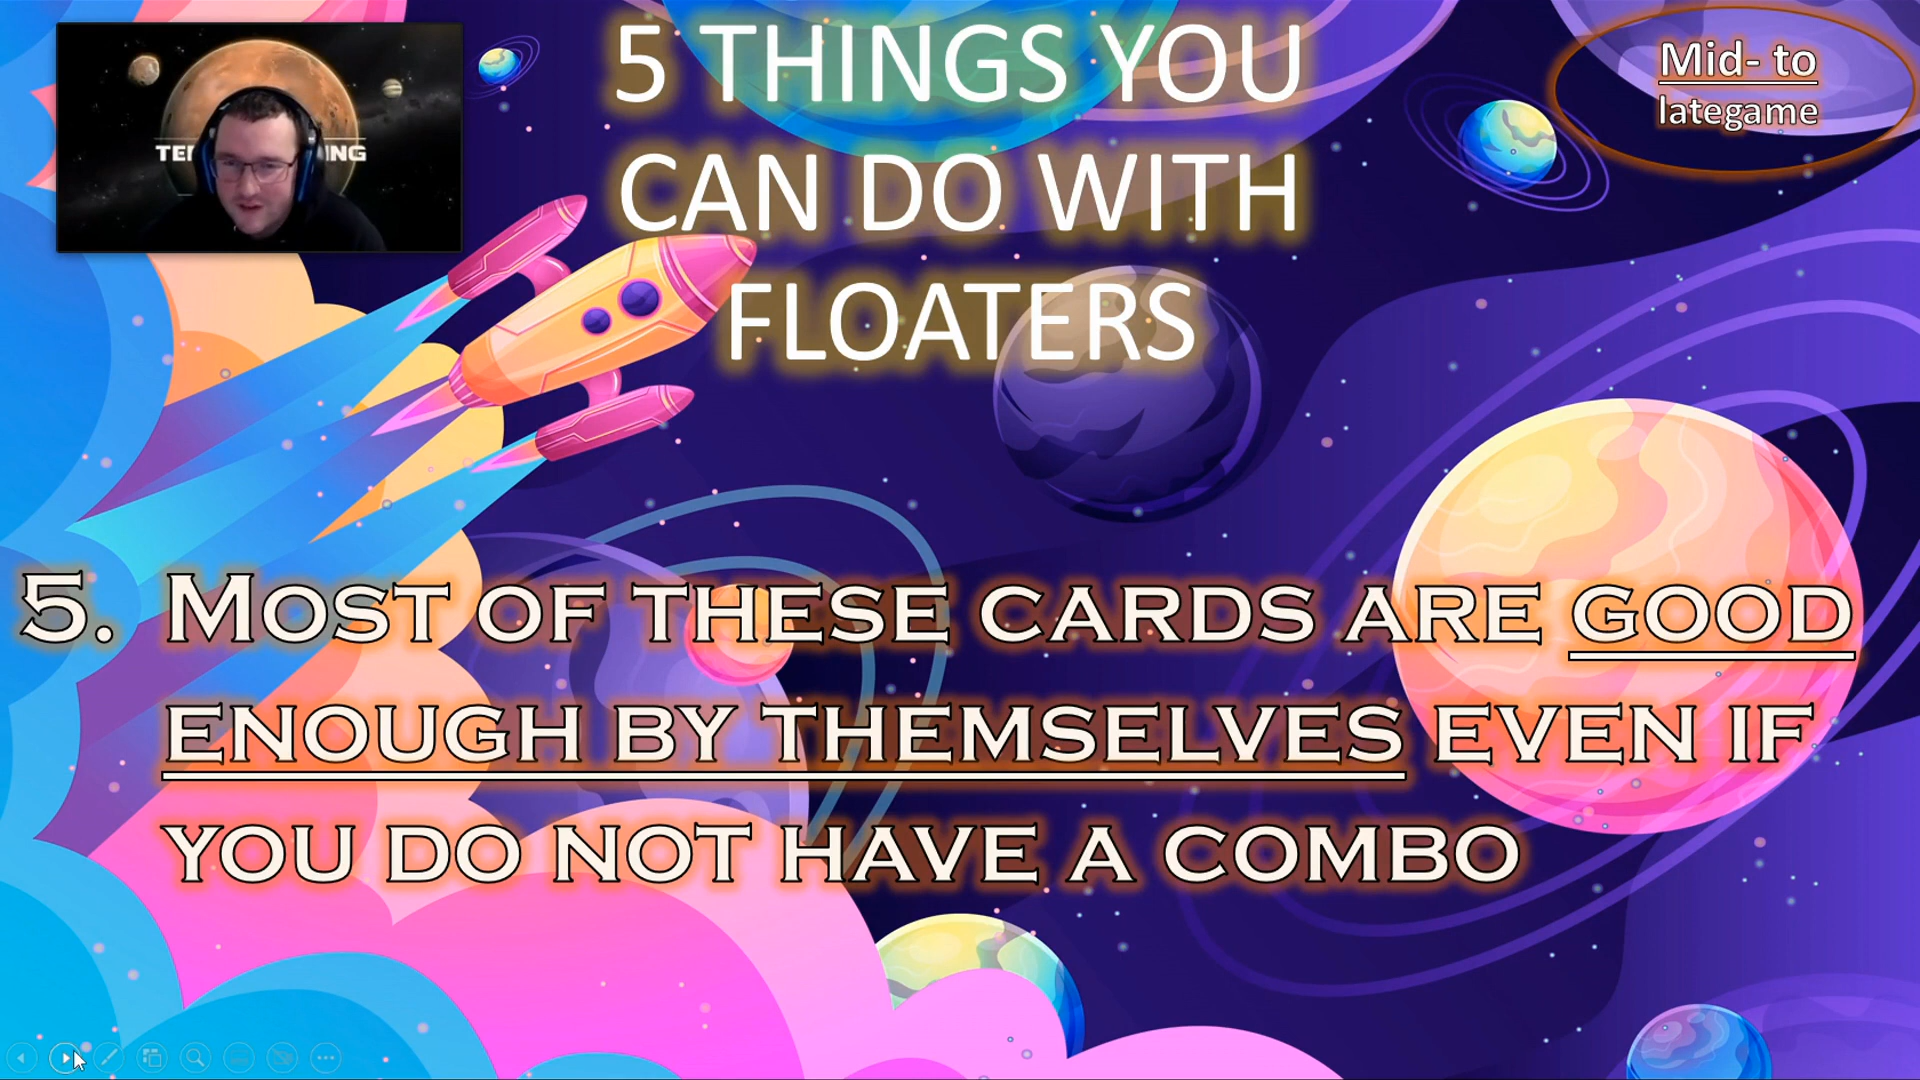 5 THINGS YOU
CAN DO WITH
FLOATERS
Mid- to
lategame
5. MOST OF THESE CARDS ARE GOOD
ENOUGH BY THEMSELVES EVEN IF
YOU DO NOT HAVE A COMBO